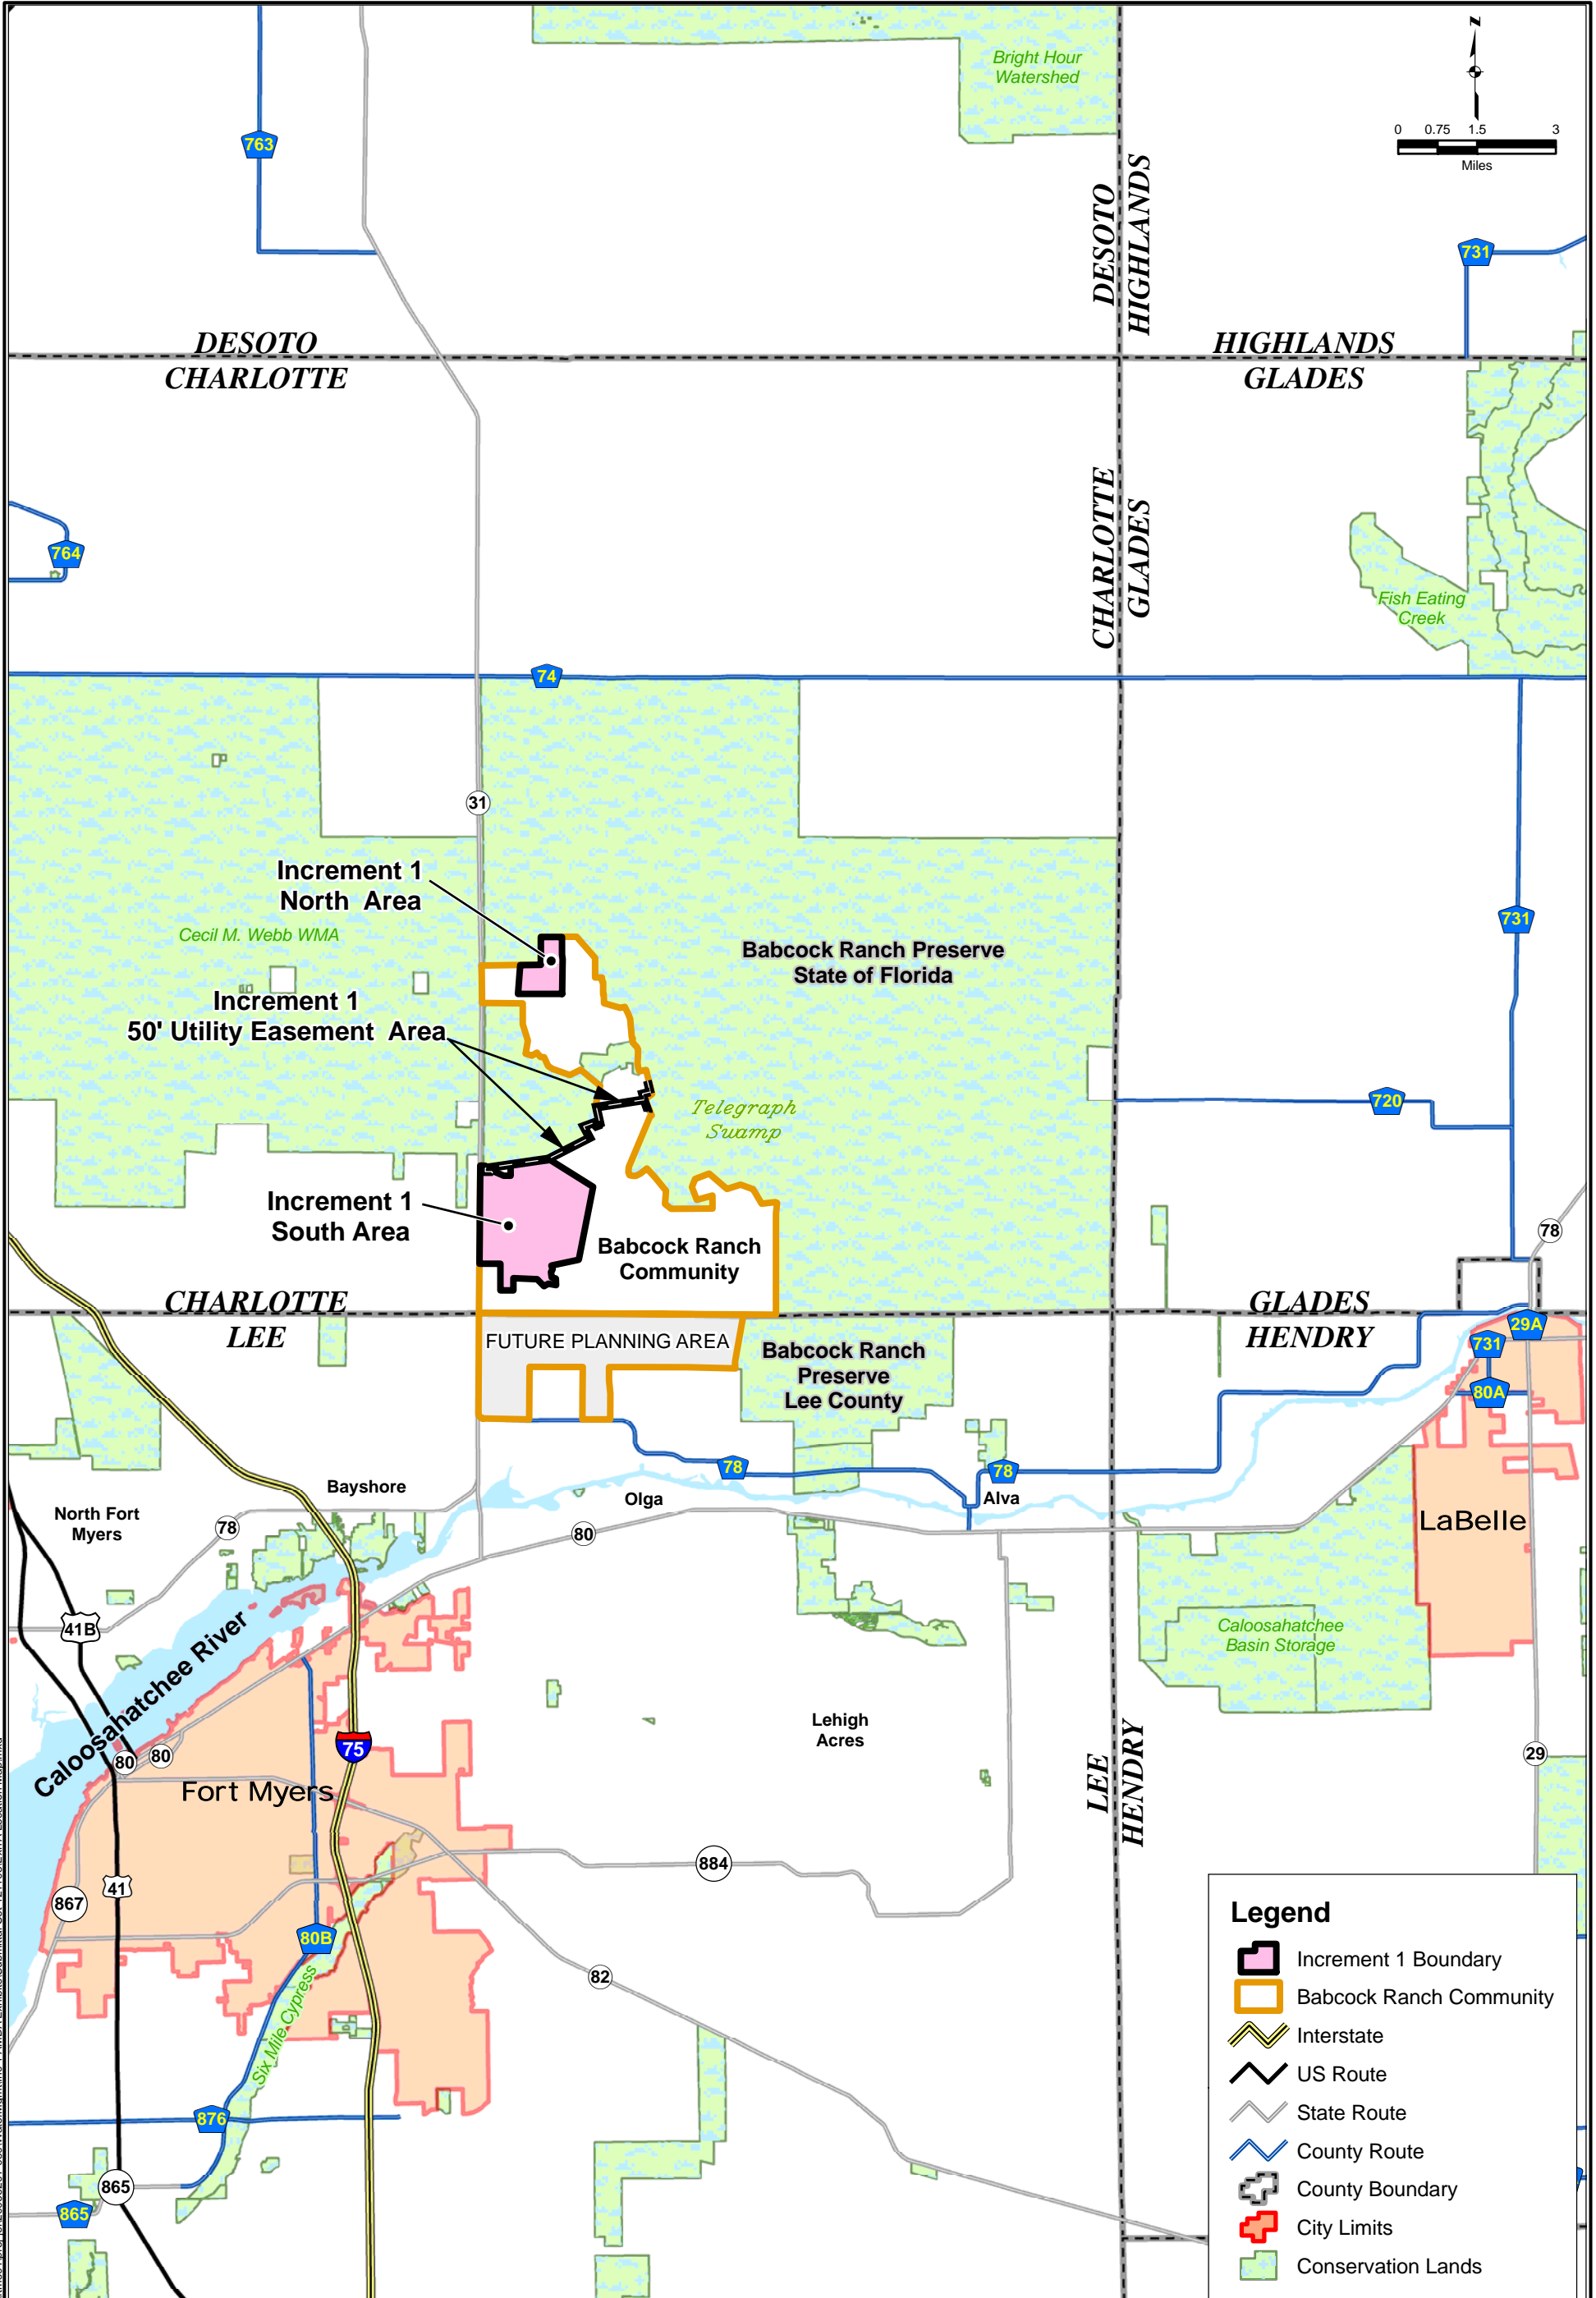 Bright Hour
Watershed
N
0 0.75 1.5 3
Miles
763
DESOTO
HIGHLANDS
731
DESOTO
CHARLOTTE
HIGHLANDS
GLADES
CHARLOTTE
GLADES
764
Fish Eating
Creek
74
31
Increment 1
North Area
Cecil M. Webb WMA
Babcock Ranch Preserve
State of Florida
731
Increment 1
50' Utility Easement Area
Telegraph
Swamp
720
Increment 1
South Area
Babcock Ranch
Community
78
CHARLOTTE
LEE
GLADES
HENDRY
FUTURE PLANNING AREA
Babcock Ranch
Preserve
Lee County
29A
731
80A
78
78
Bayshore
Olga
Alva
North Fort
Myers
78
80
LaBelle
41B
Caloosahatchee River
Caloosahatchee
Basin Storage
Lehigh
Acres
75
80
80
Fort Myers
LEE
HENDRY
29
884
41
867
80B
82
Six Mile Cypress
876
865
865
Legend
Increment 1 Boundary
Babcock Ranch Community
Interstate
US Route
State Route
County Route
County Boundary
City Limits
Conservation Lands